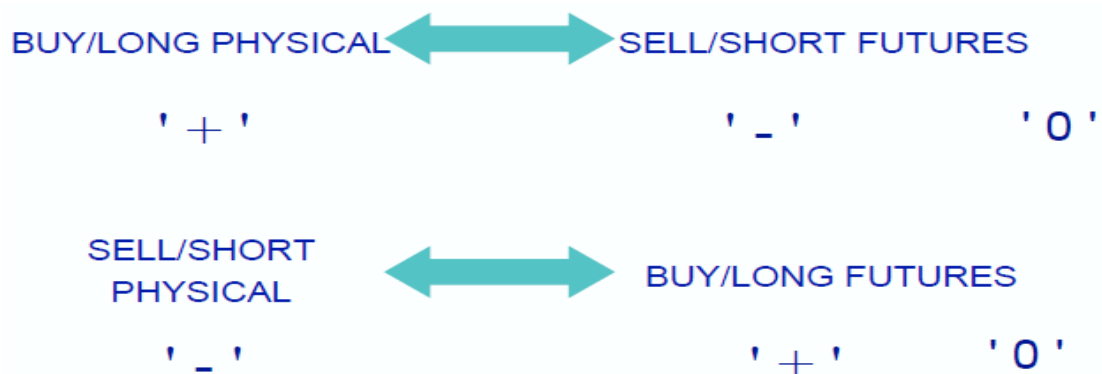 BUY/LONG PHYSICAL SELL/SHORT FUTURES
'+' '-' '0'
SELL/SHORT
PHYSICAL BUY/LONG FUTURES
'-' '+' '0'